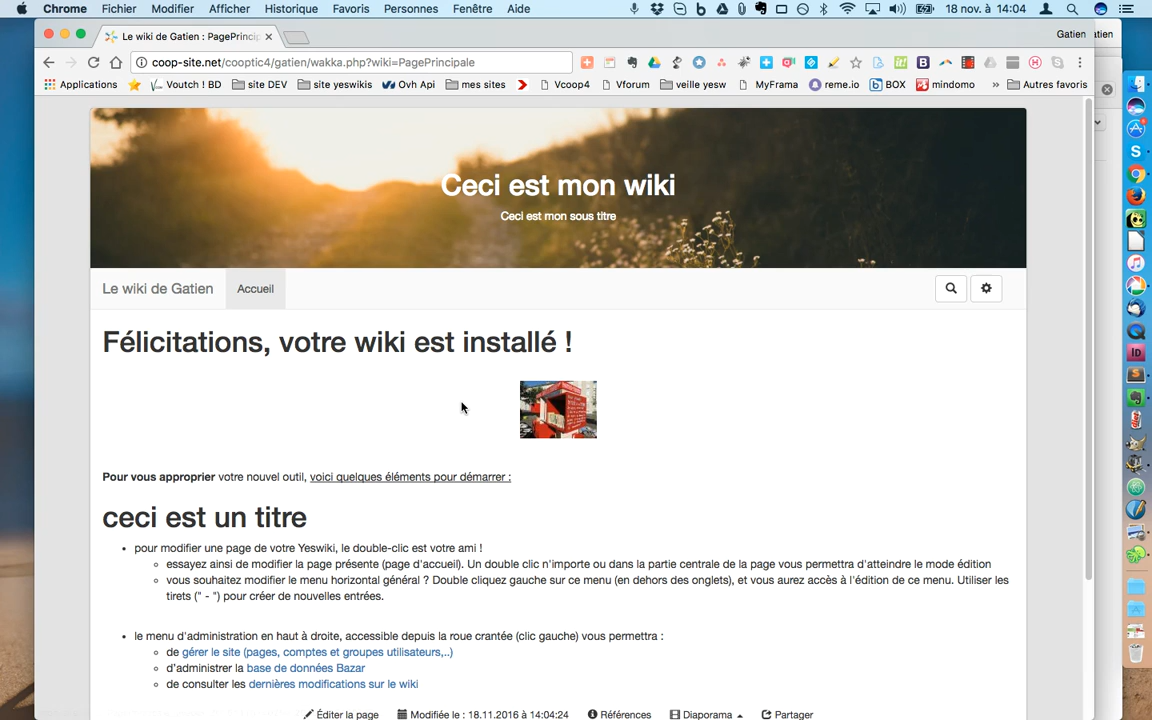 Chrome Fichier Modifier Afficher Historique Favoris Personnes Fenêtre Aide 18 nov. à 14:04
Le wiki de Gatien : PagePrincip Gatien atien
coop-site.net/cooptic4/gatien/wakka.php?wiki=PagePrincipale
Applications Voutch ! BD site DEV site yeswikis Ovh Api mes sites Vcoop4 Vforum veille yesw MyFrama reme.io BOX mindomo » Autres favoris
Ceci est mon wiki
Ceci est mon sous titre
Le wiki de Gatien Accueil
Félicitations, votre wiki est installé !
Pour vous approprier votre nouvel outil, voici quelques éléments pour démarrer :
ceci est un titre
pour modifier une page de votre Yeswiki, le double-clic est votre ami !
essayez ainsi de modifier la page présente (page d'accueil). Un double clic n'importe ou dans la partie centrale de la page vous permettra d'atteindre le mode édition
vous souhaitez modifier le menu horizontal général ? Double cliquez gauche sur ce menu (en dehors des onglets), et vous aurez accès à l'édition de ce menu. Utiliser les
tirets (" - ") pour créer de nouvelles entrées.
le menu d'administration en haut à droite, accessible depuis la roue crantée (clic gauche) vous permettra :
de gérer le site (pages, comptes et groupes utilisateurs,..)
d'administrer la base de données Bazar
de consulter les dernières modifications sur le wiki
Éditer la page Modifiée le : 18.11.2016 à 14:04:24 Références Diaporama Partager